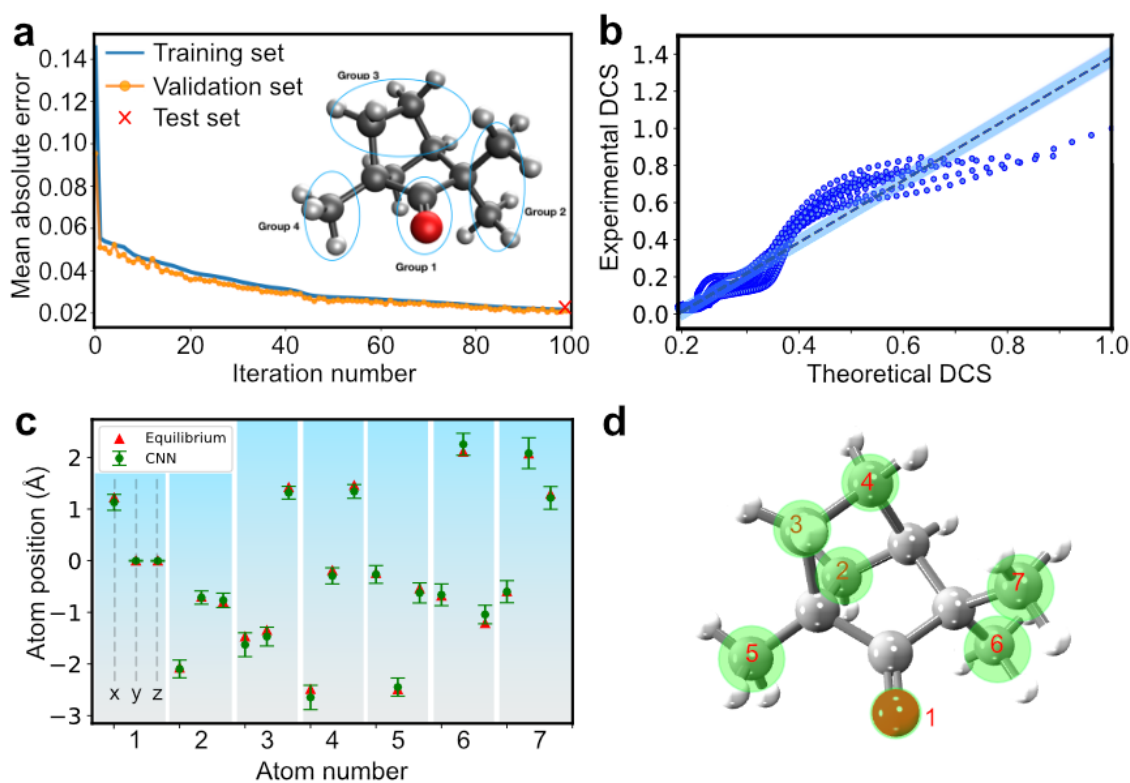 a
0.14
0.12
0.10
0.08
0.06
0.04
0.02
Mean absolute error
Training set
Validation set
Test set
Group 3
Group 2
Group 4
Group 1
0 20 40 60 80 100
Iteration number
b
1.4
1.2
1.0
0.8
0.6
0.4
0.2
0.0
Experimental DCS
0.2 0.4 0.6 0.8 1.0
Theoretical DCS
c
Equilibrium
CNN
2
1
0
−1
−2
−3
Atom position (Å)
x y z
1 2 3 4 5 6 7
Atom number
d
4
3
2
7
5
6
1